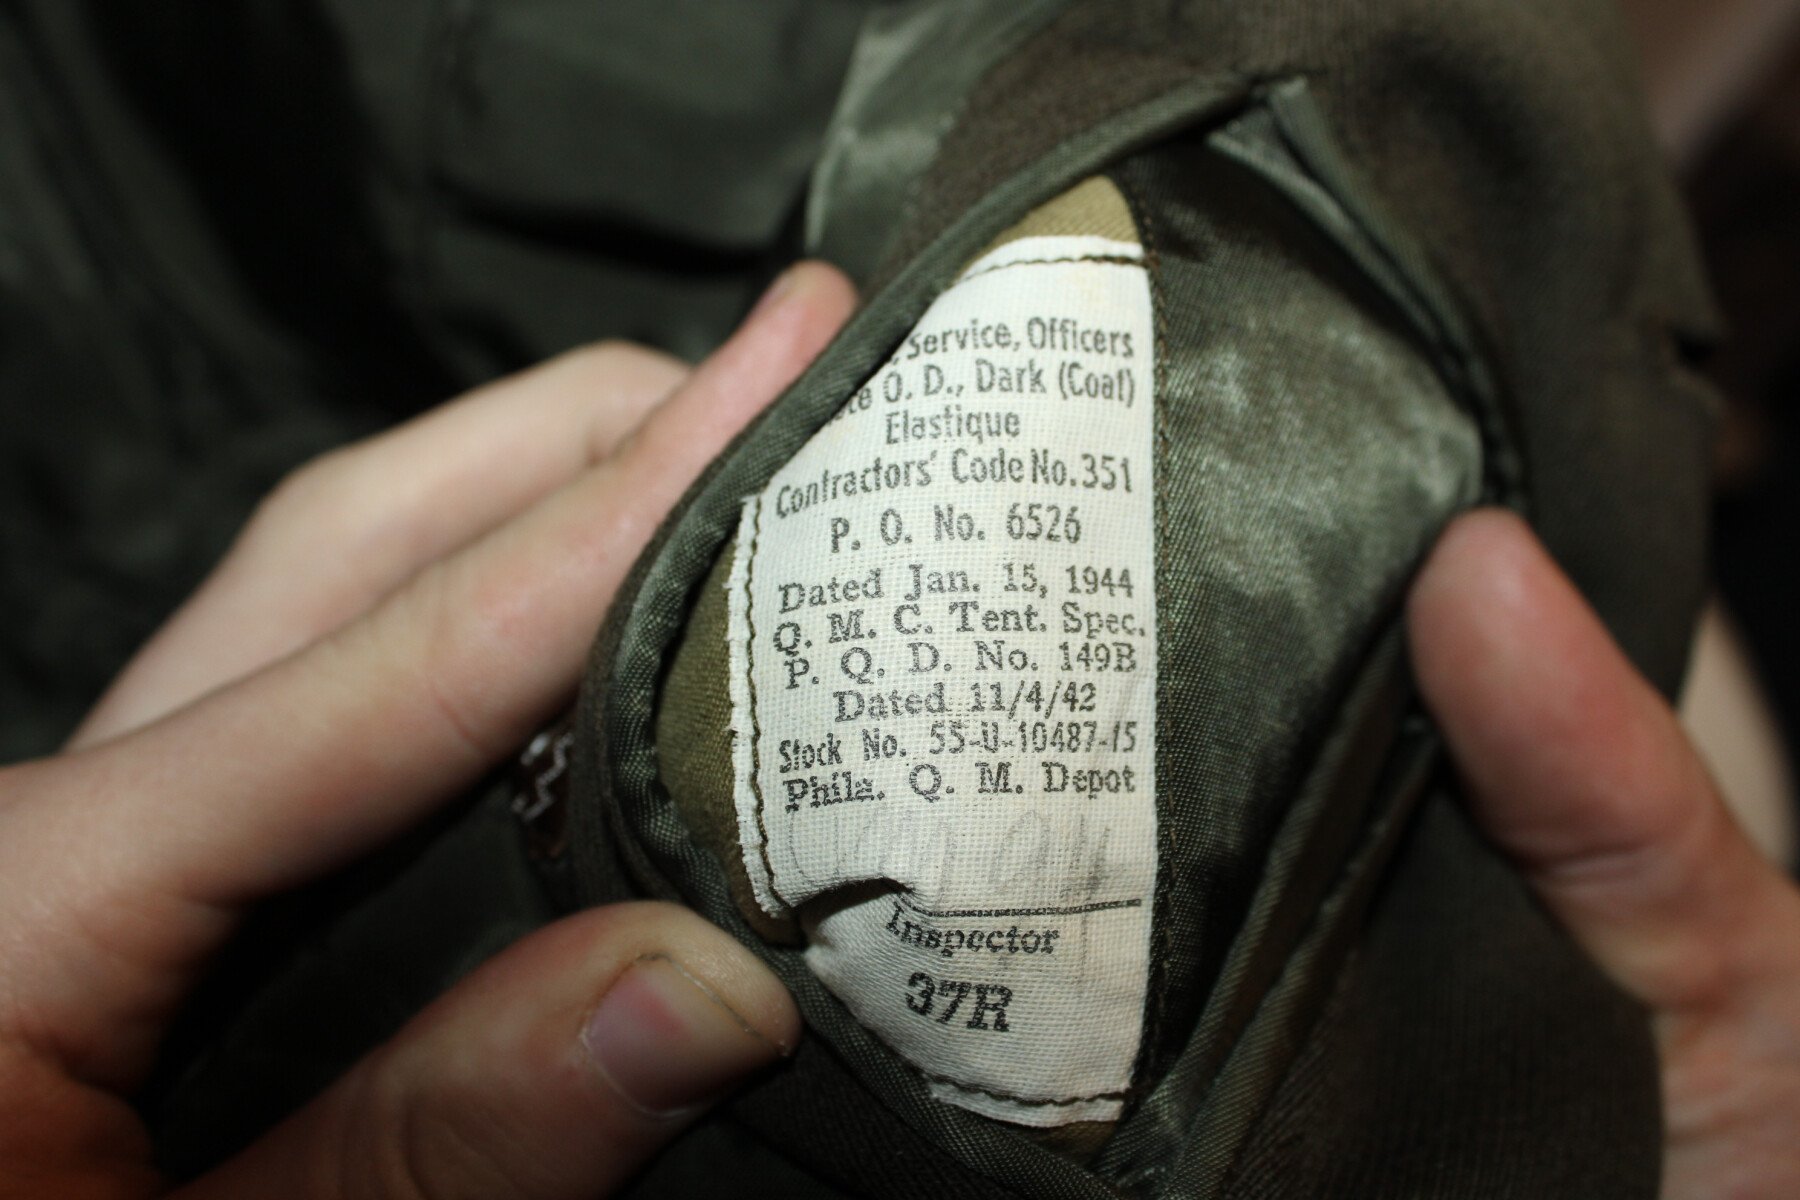 Service, Officers
O. D., Dark (Coat)
Elastique
Contractors' Code No. 351
P. O. No. 6526
Dated Jan. 15, 1944
Q. M. C. Tent. Spec.
P. Q. D. No. 149B
Dated 11/4/42
Stock No. 55-U-10487-15
Phila. Q. M. Depot
Inspector
37R